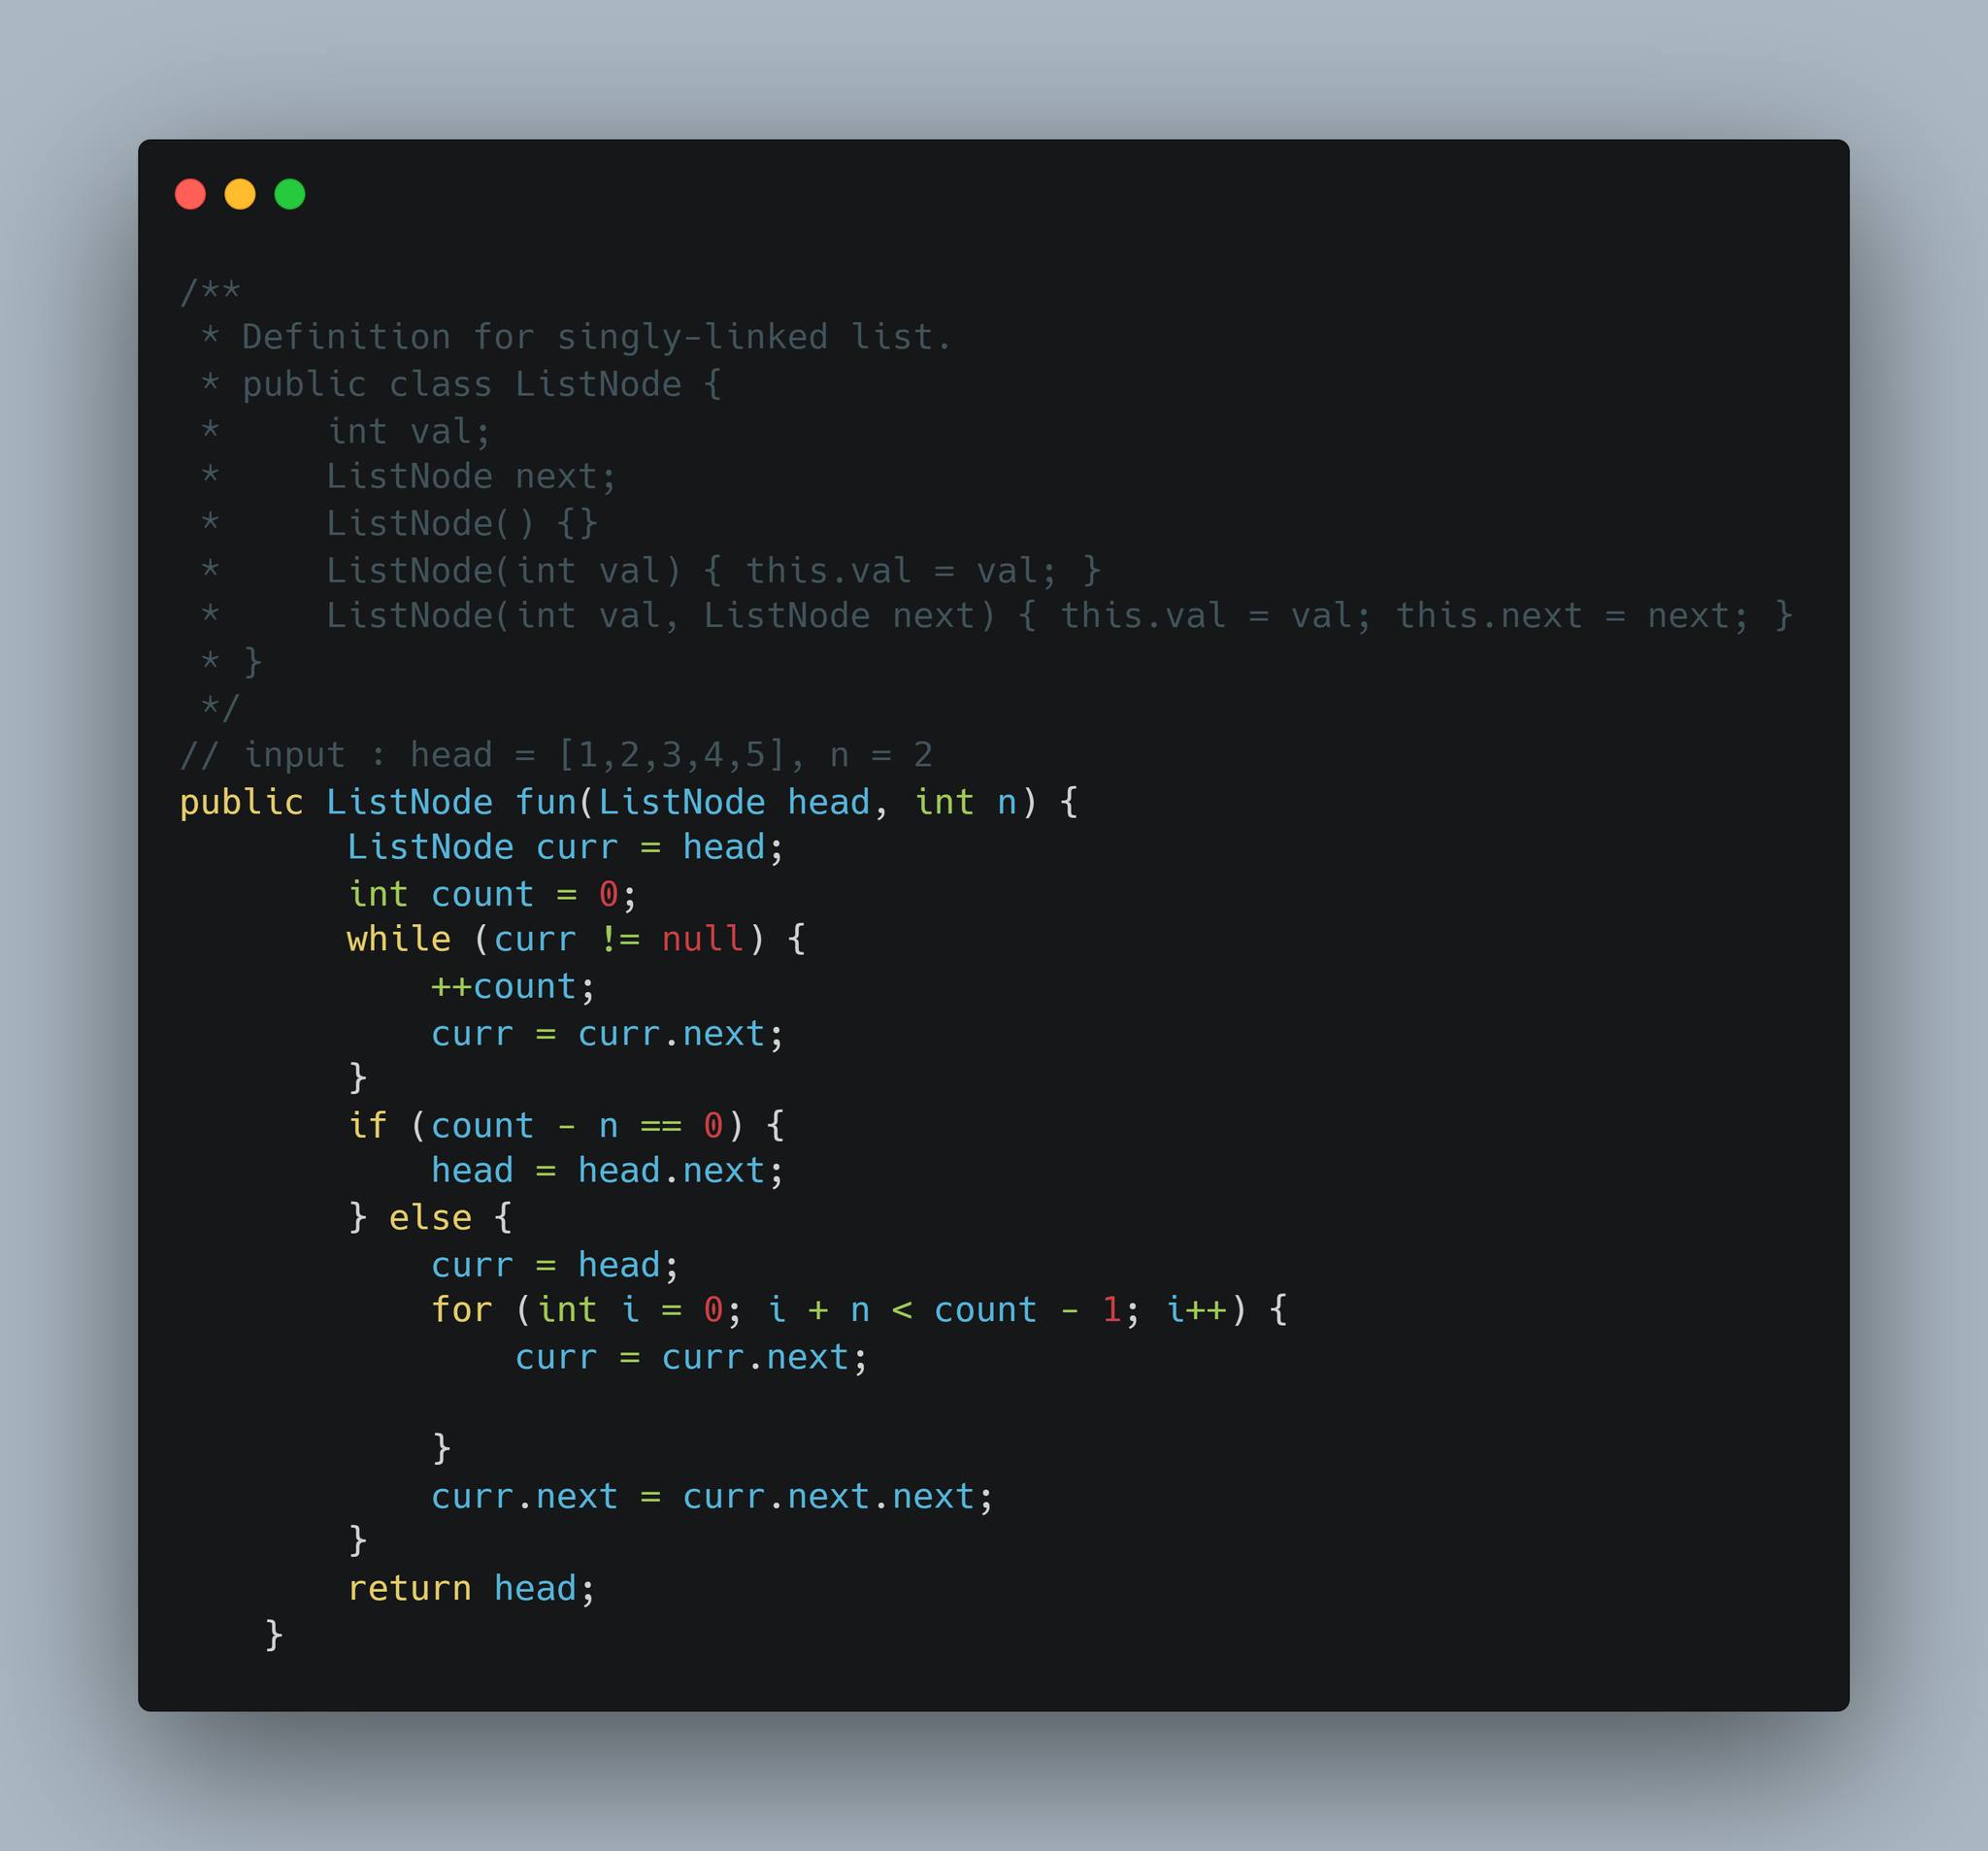 /**
 * Definition for singly-linked list.
 * public class ListNode {
 *     int val;
 *     ListNode next;
 *     ListNode() {}
 *     ListNode(int val) { this.val = val; }
 *     ListNode(int val, ListNode next) { this.val = val; this.next = next; }
 * }
 */
// input : head = [1,2,3,4,5], n = 2
public ListNode fun(ListNode head, int n) {
        ListNode curr = head;
        int count = 0;
        while (curr != null) {
            ++count;
            curr = curr.next;
        }
        if (count - n == 0) {
            head = head.next;
        } else {
            curr = head;
            for (int i = 0; i + n < count - 1; i++) {
                curr = curr.next;

            }
            curr.next = curr.next.next;
        }
        return head;
    }